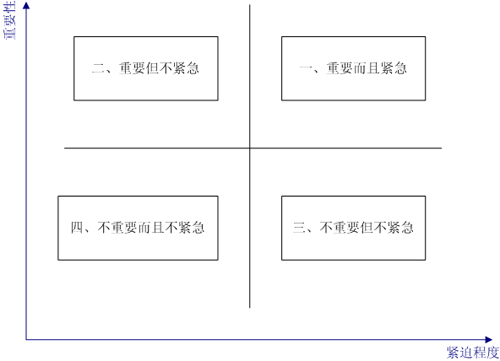 重要性
二、重要但不紧急
一、重要而且紧急
四、不重要而且不紧急
三、不重要但不紧急
紧迫程度